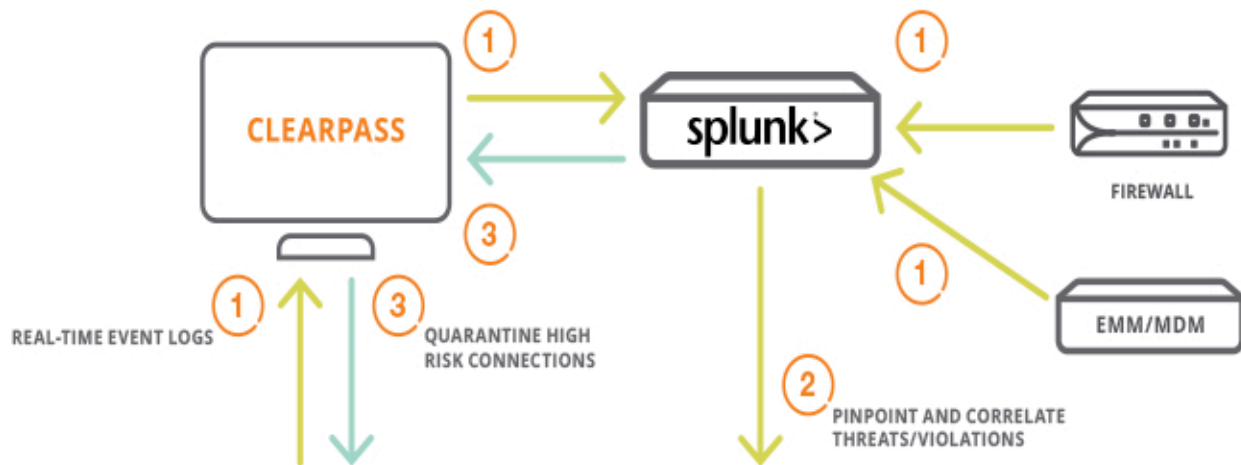 1
1
CLEARPASS
splunk>
FIREWALL
3
1
1
3
REAL-TIME EVENT LOGS
QUARANTINE HIGH
RISK CONNECTIONS
EMM/MDM
2
PINPOINT AND CORRELATE
THREATS/VIOLATIONS